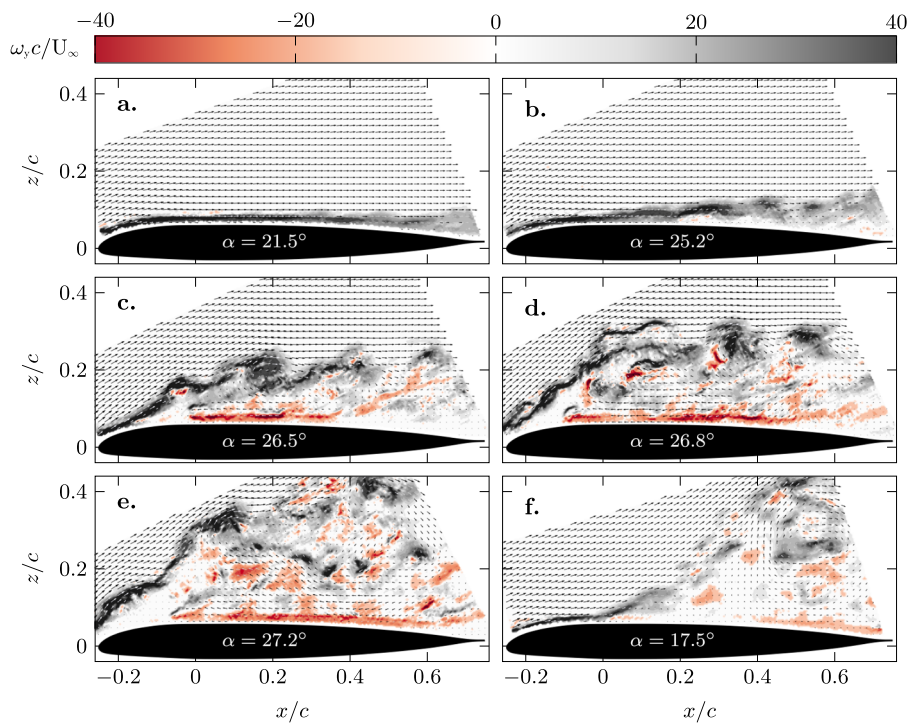 −40 −20 0 20 40
ωyc/U∞
a. b.
0.4
0.2
z/c
0
α = 21.5° α = 25.2°
c. d.
0.4
0.2
z/c
0
α = 26.5° α = 26.8°
e. f.
0.4
0.2
z/c
0
α = 27.2° α = 17.5°
−0.2 0 0.2 0.4 0.6 −0.2 0 0.2 0.4 0.6
x/c x/c